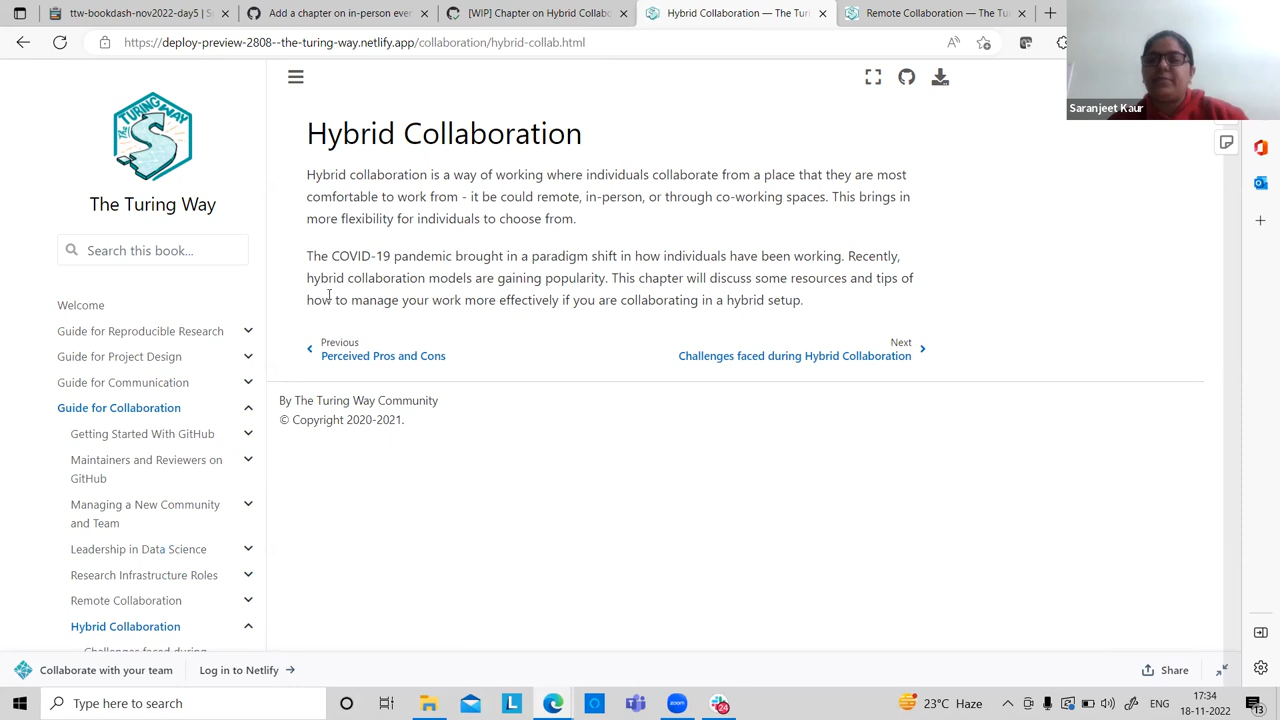 ttw-bookdash-nov2022-day5 | S
Add a chapter on in-person ever
[WIP] Chapter on Hybrid Collab
Hybrid Collaboration — The Tur
Remote Collaboration — The Tu
https://deploy-preview-2808--the-turing-way.netlify.app/collaboration/hybrid-collab.html
Saranjeet Kaur
THE TURING WAY
The Turing Way
Search this book...
Welcome
Guide for Reproducible Research
Guide for Project Design
Guide for Communication
Guide for Collaboration
Getting Started With GitHub
Maintainers and Reviewers on
GitHub
Managing a New Community
and Team
Leadership in Data Science
Research Infrastructure Roles
Remote Collaboration
Hybrid Collaboration
Challenges faced during
Hybrid Collaboration
Hybrid collaboration is a way of working where individuals collaborate from a place that they are most
comfortable to work from - it be could remote, in-person, or through co-working spaces. This brings in
more flexibility for individuals to choose from.
The COVID-19 pandemic brought in a paradigm shift in how individuals have been working. Recently,
hybrid collaboration models are gaining popularity. This chapter will discuss some resources and tips of
how to manage your work more effectively if you are collaborating in a hybrid setup.
Previous
Perceived Pros and Cons
Next
Challenges faced during Hybrid Collaboration
By The Turing Way Community
© Copyright 2020-2021.
Collaborate with your team
Log in to Netlify
Share
Type here to search
24
23°C Haze
ENG
17:34
18-11-2022
13